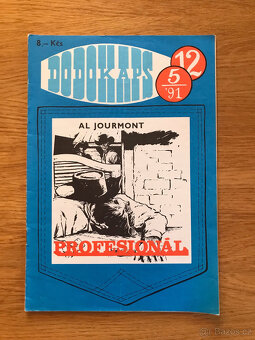 8,– Kčs
DODOKAPS
12
5
'91
AL JOURMONT
PROFESIONÁL